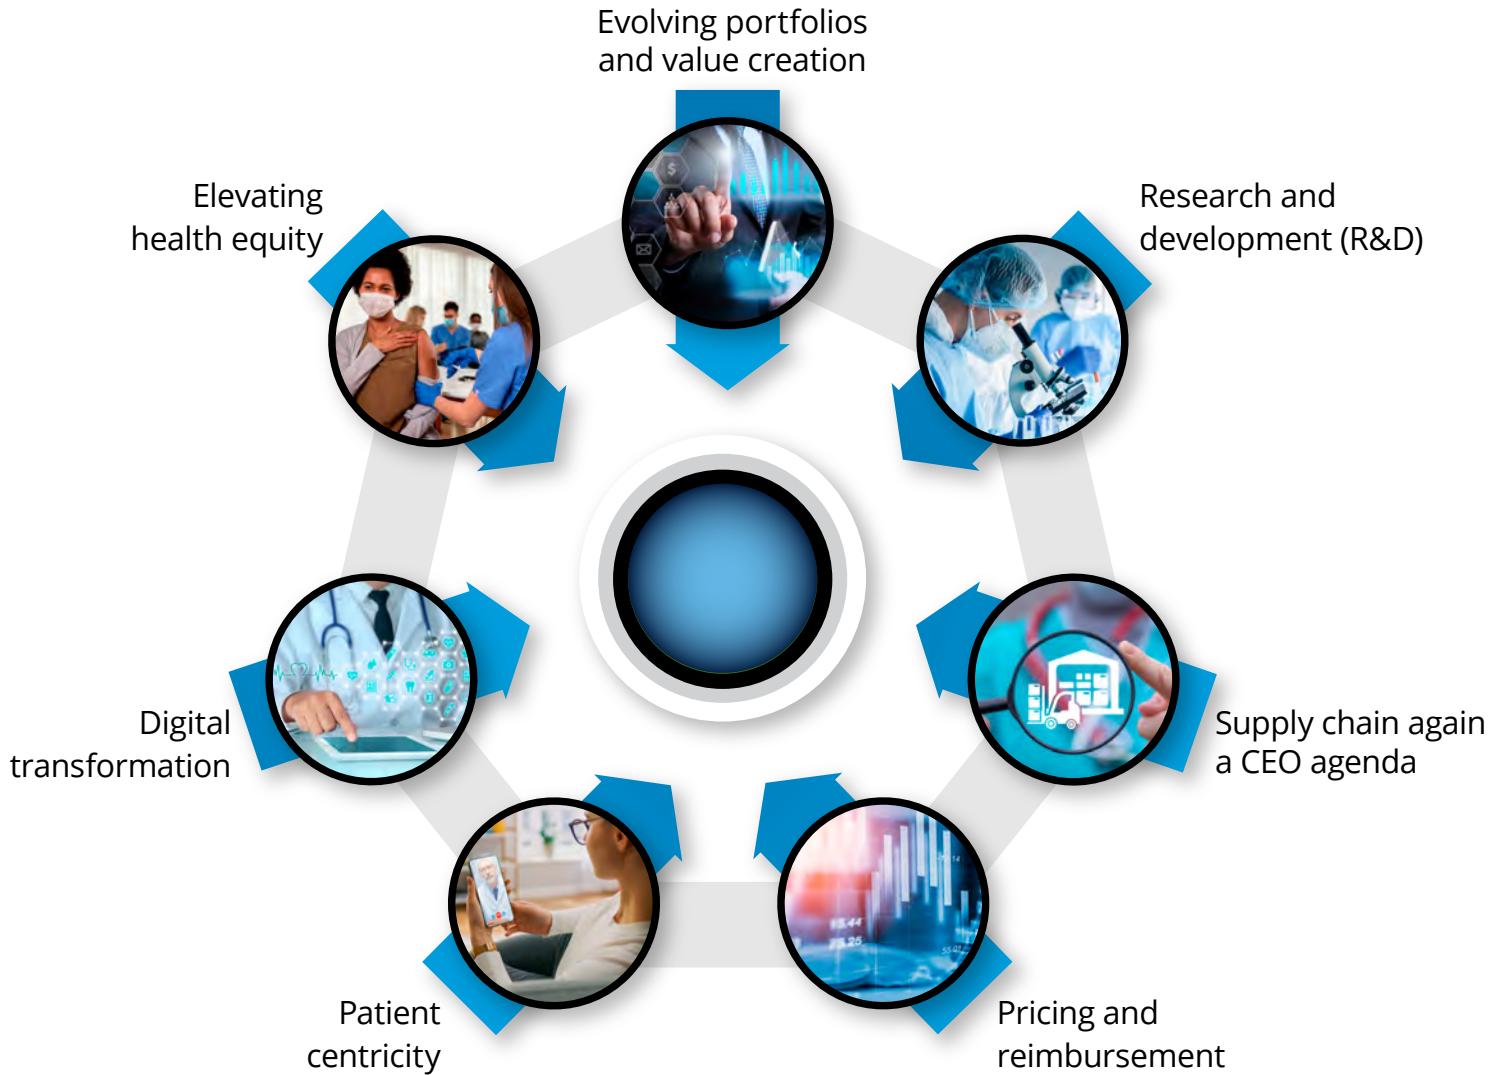 Evolving portfolios
and value creation
Research and
development (R&D)
Supply chain again
a CEO agenda
Pricing and
reimbursement
Patient
centricity
Digital
transformation
Elevating
health equity